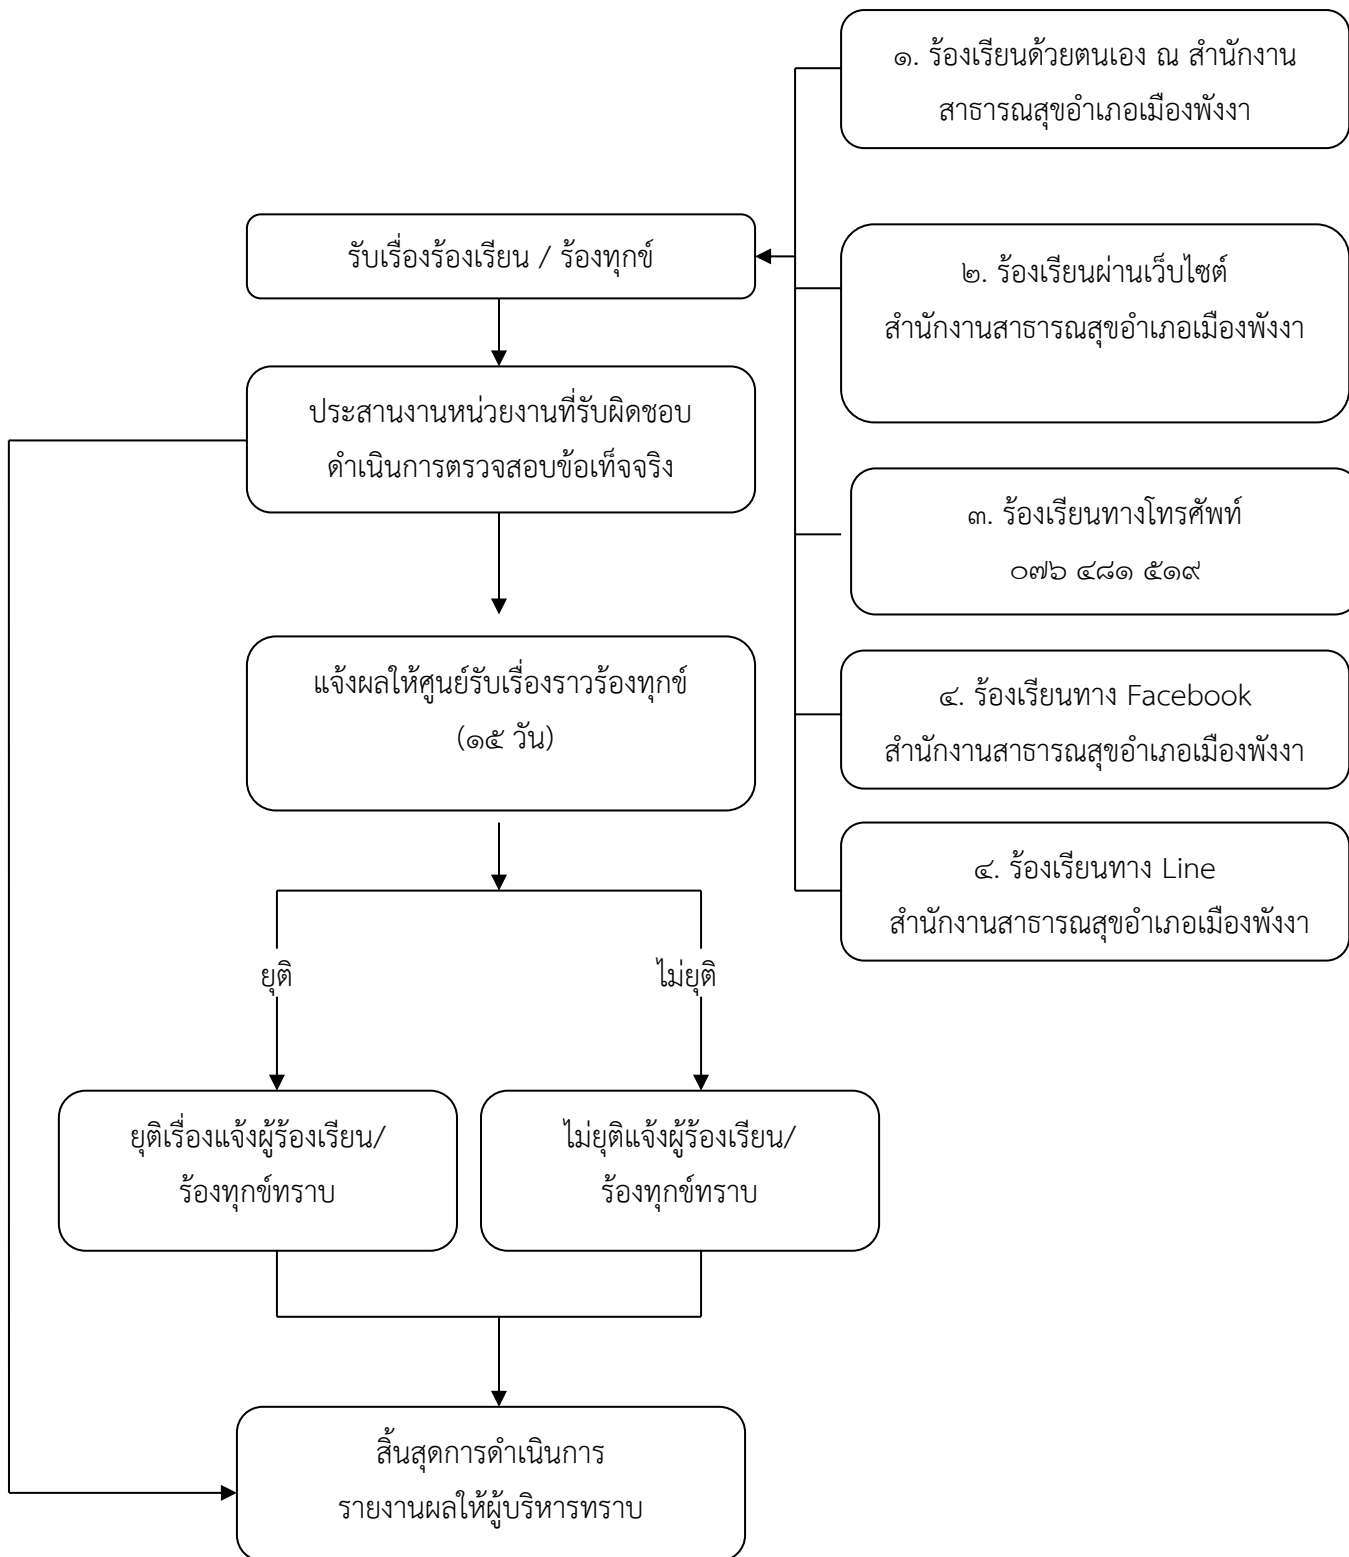 ๑. ร้องเรียนด้วยตนเอง ณ สำนักงาน
สาธารณสุขอำเภอเมืองพังงา
รับเรื่องร้องเรียน / ร้องทุกข์
๒. ร้องเรียนผ่านเว็บไซต์
สำนักงานสาธารณสุขอำเภอเมืองพังงา
ประสานงานหน่วยงานที่รับผิดชอบ
ดำเนินการตรวจสอบข้อเท็จจริง
๓. ร้องเรียนทางโทรศัพท์
๐๗๖ ๔๘๑ ๕๑๙
แจ้งผลให้ศูนย์รับเรื่องราวร้องทุกข์
(๑๕ วัน)
๔. ร้องเรียนทาง Facebook
สำนักงานสาธารณสุขอำเภอเมืองพังงา
๔. ร้องเรียนทาง Line
สำนักงานสาธารณสุขอำเภอเมืองพังงา
ยุติ
ไม่ยุติ
ยุติเรื่องแจ้งผู้ร้องเรียน/
ร้องทุกข์ทราบ
ไม่ยุติแจ้งผู้ร้องเรียน/
ร้องทุกข์ทราบ
สิ้นสุดการดำเนินการ
รายงานผลให้ผู้บริหารทราบ